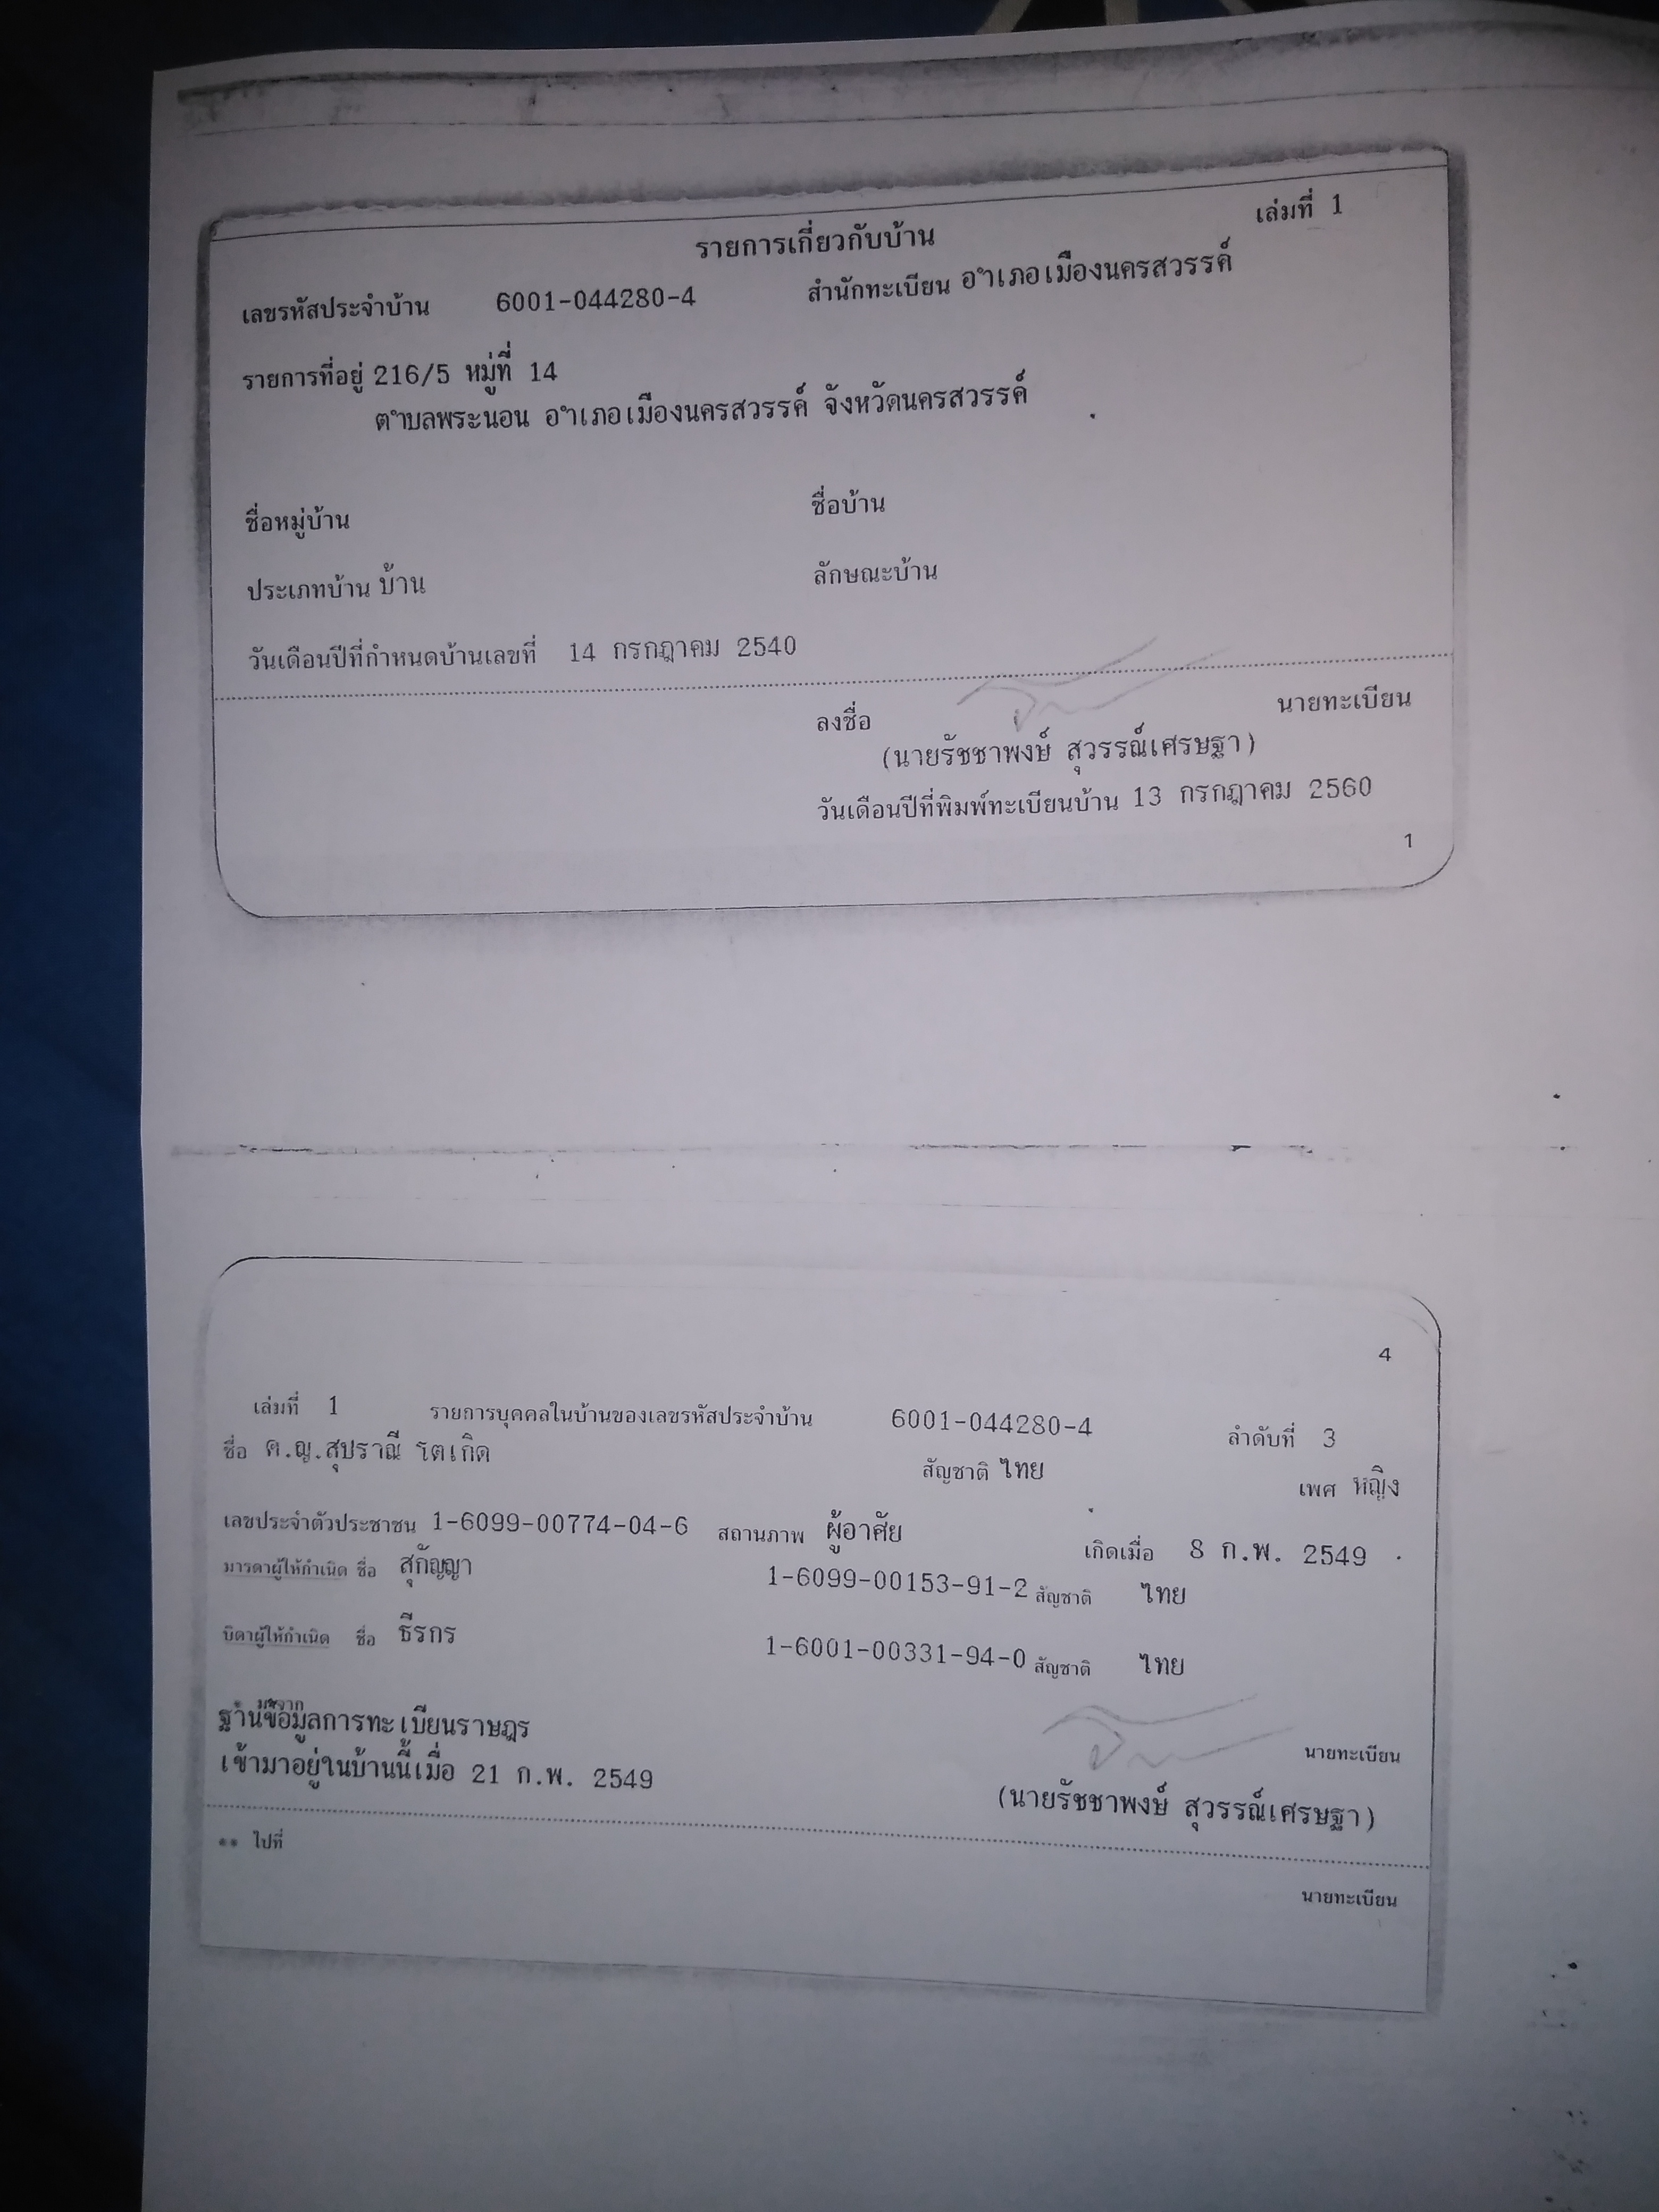 เล่มที่ 1
รายการเกี่ยวกับบ้าน
เลขรหัสประจำบ้าน 6001-044280-4 สำนักทะเบียน อำเภอเมืองนครสวรรค์
รายการที่อยู่ 216/5 หมู่ที่ 14
ตำบลพระนอน อำเภอเมืองนครสวรรค์ จังหวัดนครสวรรค์
ชื่อหมู่บ้าน ชื่อบ้าน
ประเภทบ้าน บ้าน ลักษณะบ้าน
วันเดือนปีที่กำหนดบ้านเลขที่ 14 กรกฎาคม 2540
ลงชื่อ นายทะเบียน
(นายรัชชาพงษ์ สุวรรณ์เศรษฐา)
วันเดือนปีที่พิมพ์ทะเบียนบ้าน 13 กรกฎาคม 2560
1
4
เล่มที่ 1 รายการบุคคลในบ้านของเลขรหัสประจำบ้าน 6001-044280-4 ลำดับที่ 3
ชื่อ ด.ญ.สุปราณี โตเกิด สัญชาติ ไทย เพศ หญิง
เลขประจำตัวประชาชน 1-6099-00774-04-6 สถานภาพ ผู้อาศัย เกิดเมื่อ 8 ก.พ. 2549
มารดาผู้ให้กำเนิด ชื่อ สุกัญญา 1-6099-00153-91-2 สัญชาติ ไทย
บิดาผู้ให้กำเนิด ชื่อ ธีรกร 1-6001-00331-94-0 สัญชาติ ไทย
* มาจาก
ฐานข้อมูลการทะเบียนราษฎร
เข้ามาอยู่ในบ้านนี้เมื่อ 21 ก.พ. 2549 นายทะเบียน
(นายรัชชาพงษ์ สุวรรณ์เศรษฐา)
** ไปที่
นายทะเบียน